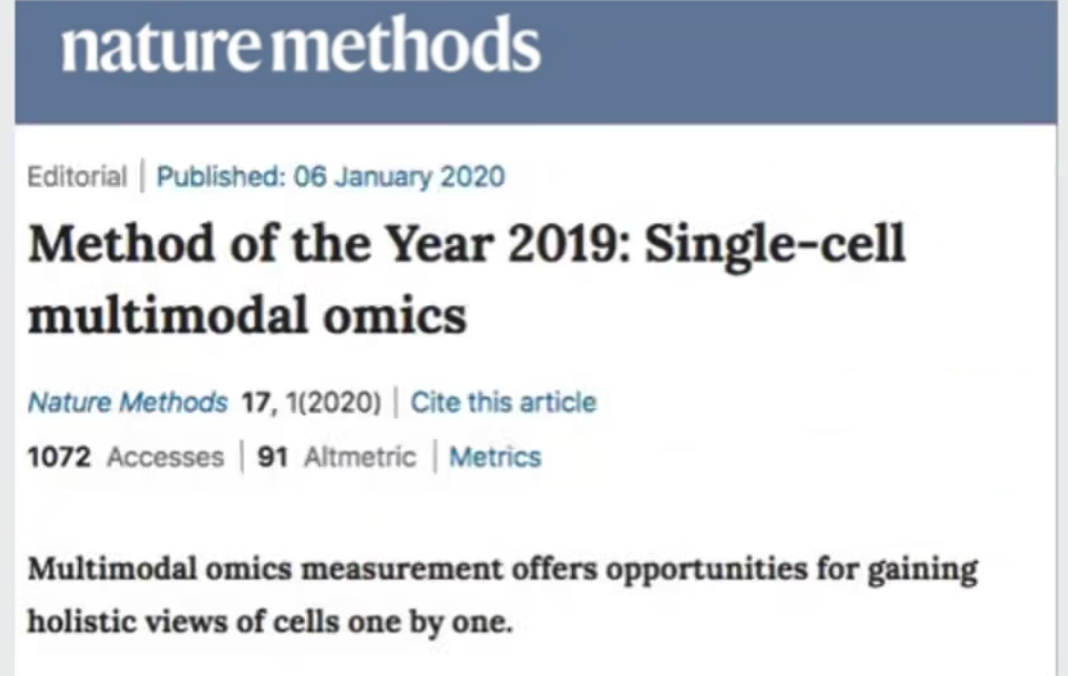 nature methods
Editorial | Published: 06 January 2020
Method of the Year 2019: Single-cell
multimodal omics
Nature Methods 17, 1(2020) | Cite this article
1072 Accesses | 91 Altmetric | Metrics
Multimodal omics measurement offers opportunities for gaining
holistic views of cells one by one.